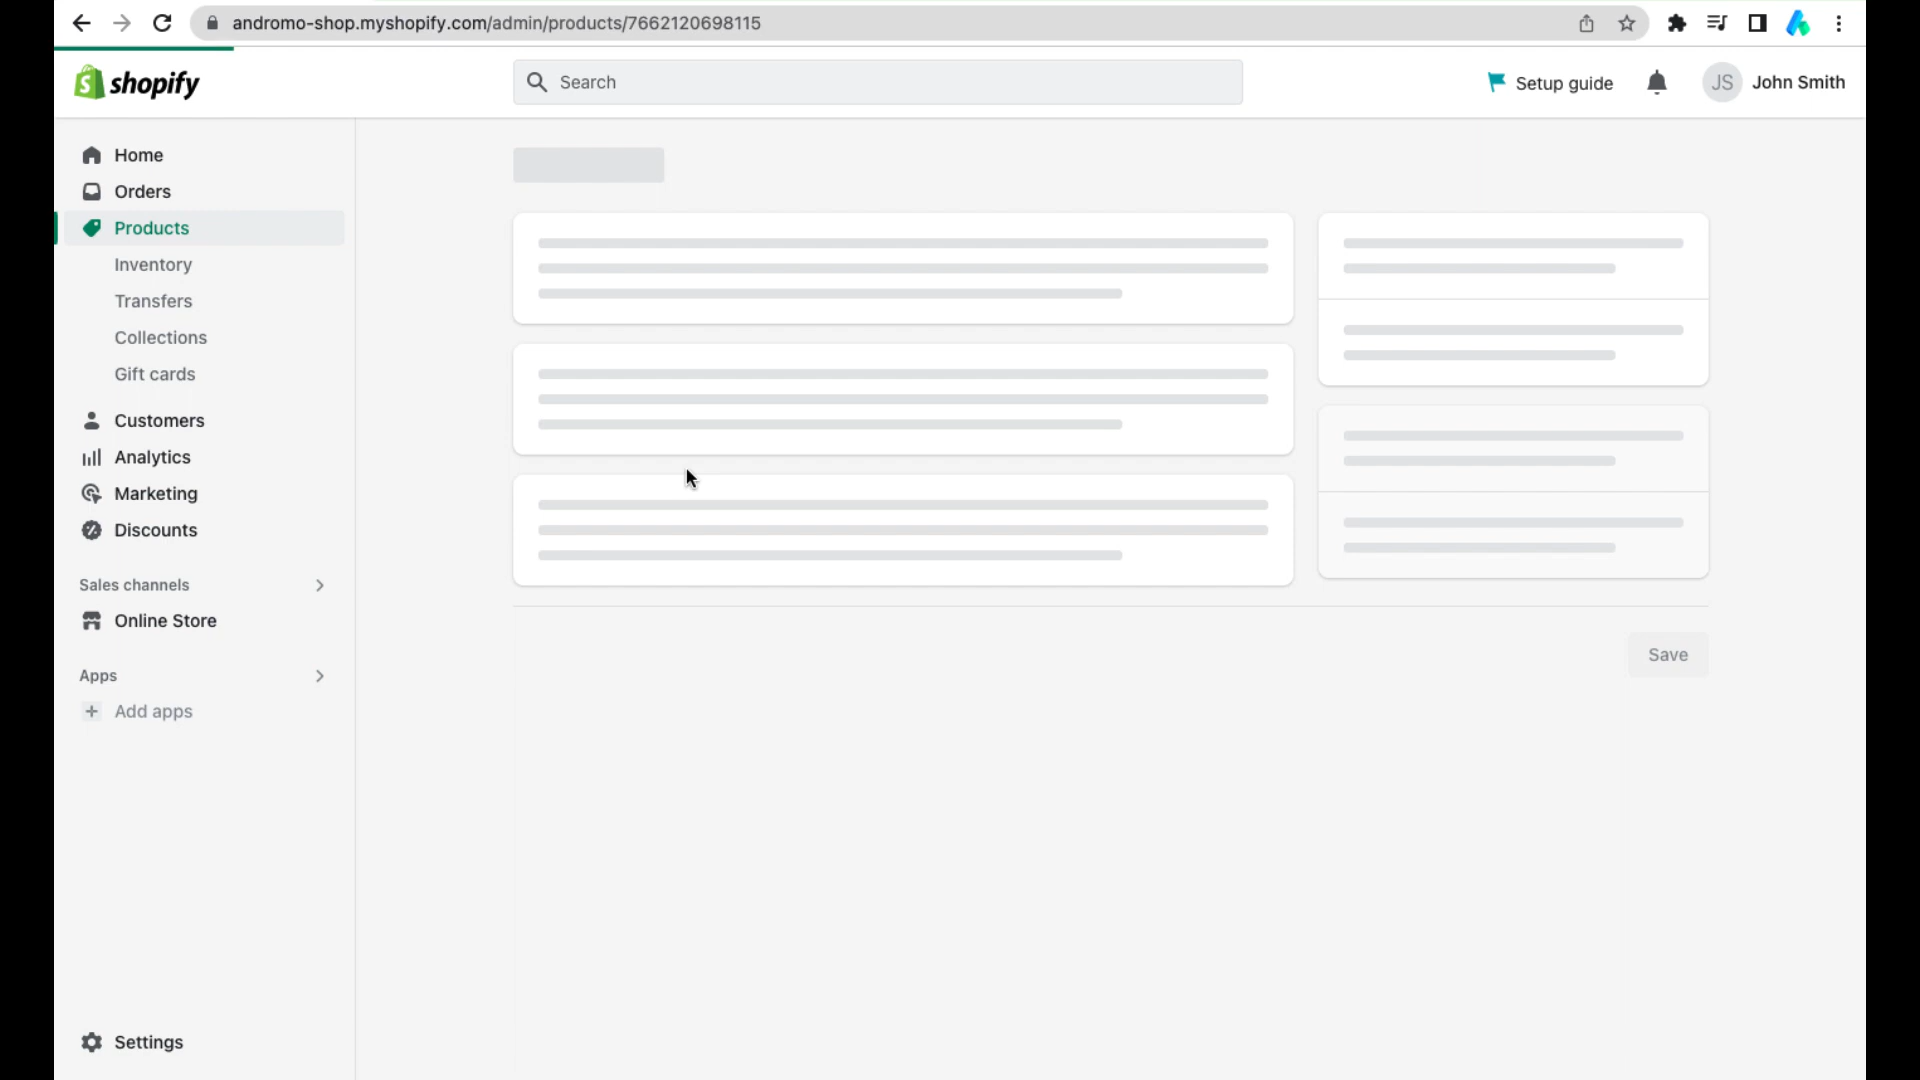 andromo-shop.myshopify.com/admin/products/7662120698115
shopify
Search
Setup guide
JS
John Smith
Home
Orders
Products
Inventory
Transfers
Collections
Gift cards
Customers
Analytics
Marketing
Discounts
Sales channels
Online Store
Apps
Add apps
Settings
Save